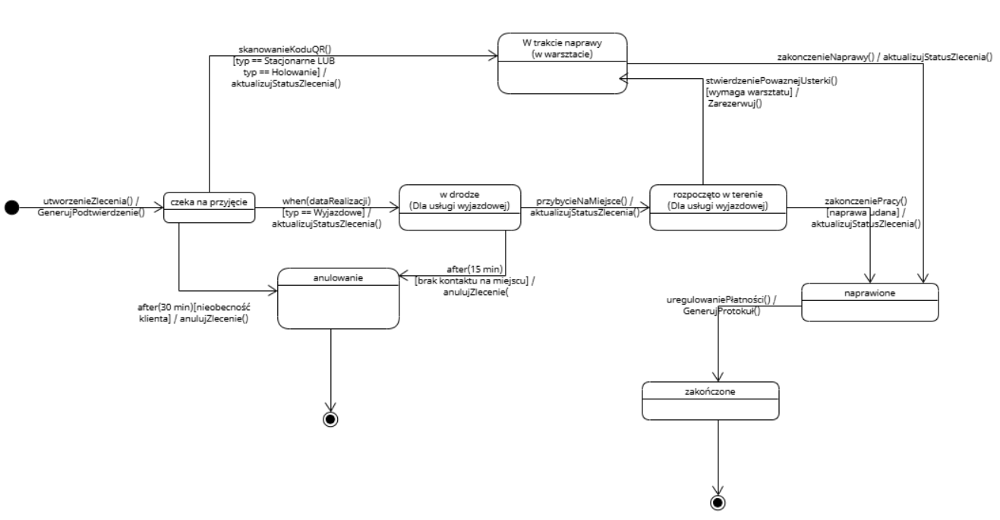 W trakcie naprawy
(w warsztacie)
skanowanieKoduQR()
[typ == Stacjonarne LUB
typ == Holowanie] /
aktualizujStatusZlecenia()
zakonczenieNaprawy() / aktualizujStatusZlecenia()
stwierdzeniePowaznejUsterki()
[wymaga warsztatu] /
Zarezerwuj()
utworzenieZlecenia() /
GenerujPodtwierdzenie()
czeka na przyjęcie
when(dataRealizacji)
[typ == Wyjazdowe] /
aktualizujStatusZlecenia()
w drodze
(Dla usługi wyjazdowej)
przybycieNaMiejsce() /
aktualizujStatusZlecenia()
rozpoczęto w terenie
(Dla usługi wyjazdowej)
zakonczeniePracy()
[naprawa udana] /
aktualizujStatusZlecenia()
anulowanie
after(15 min)
[brak kontaktu na miejscu] /
anulujZlecenie(
after(30 min)[nieobecność
klienta] / anulujZlecenie()
naprawione
uregulowaniePłatności() /
GenerujProtokuł()
zakończone